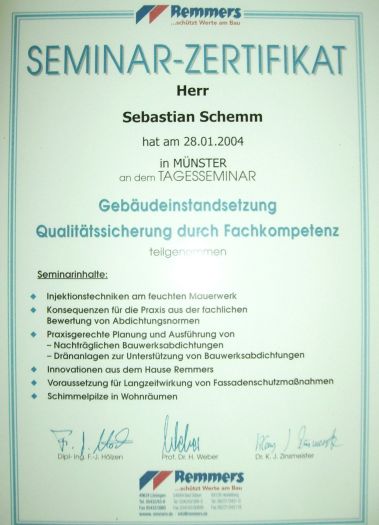 Remmers
...schützt Werte am Bau
SEMINAR-ZERTIFIKAT
Herr
Sebastian Schemm
hat am 28.01.2004
in MÜNSTER
an dem TAGESSEMINAR
Gebäudeinstandsetzung
Qualitätssicherung durch Fachkompetenz
teilgenommen
Seminarinhalte:
Injektionstechniken am feuchten Mauerwerk
Konsequenzen für die Praxis aus der fachlichen
Bewertung von Abdichtungsnormen
Praxisgerechte Planung und Ausführung von
– Nachträglichen Bauwerksabdichtungen
– Dränanlagen zur Unterstützung von Bauwerksabdichtungen
Innovationen aus dem Hause Remmers
Voraussetzung für Langzeitwirkung von Fassadenschutzmaßnahmen
Schimmelpilze in Wohnräumen
Dipl.-Ing. F.-J. Hölzen
Prof. Dr. H. Weber
Dr. K. J. Zinsmeister
Remmers
...schützt Werte am Bau
49624 Löningen